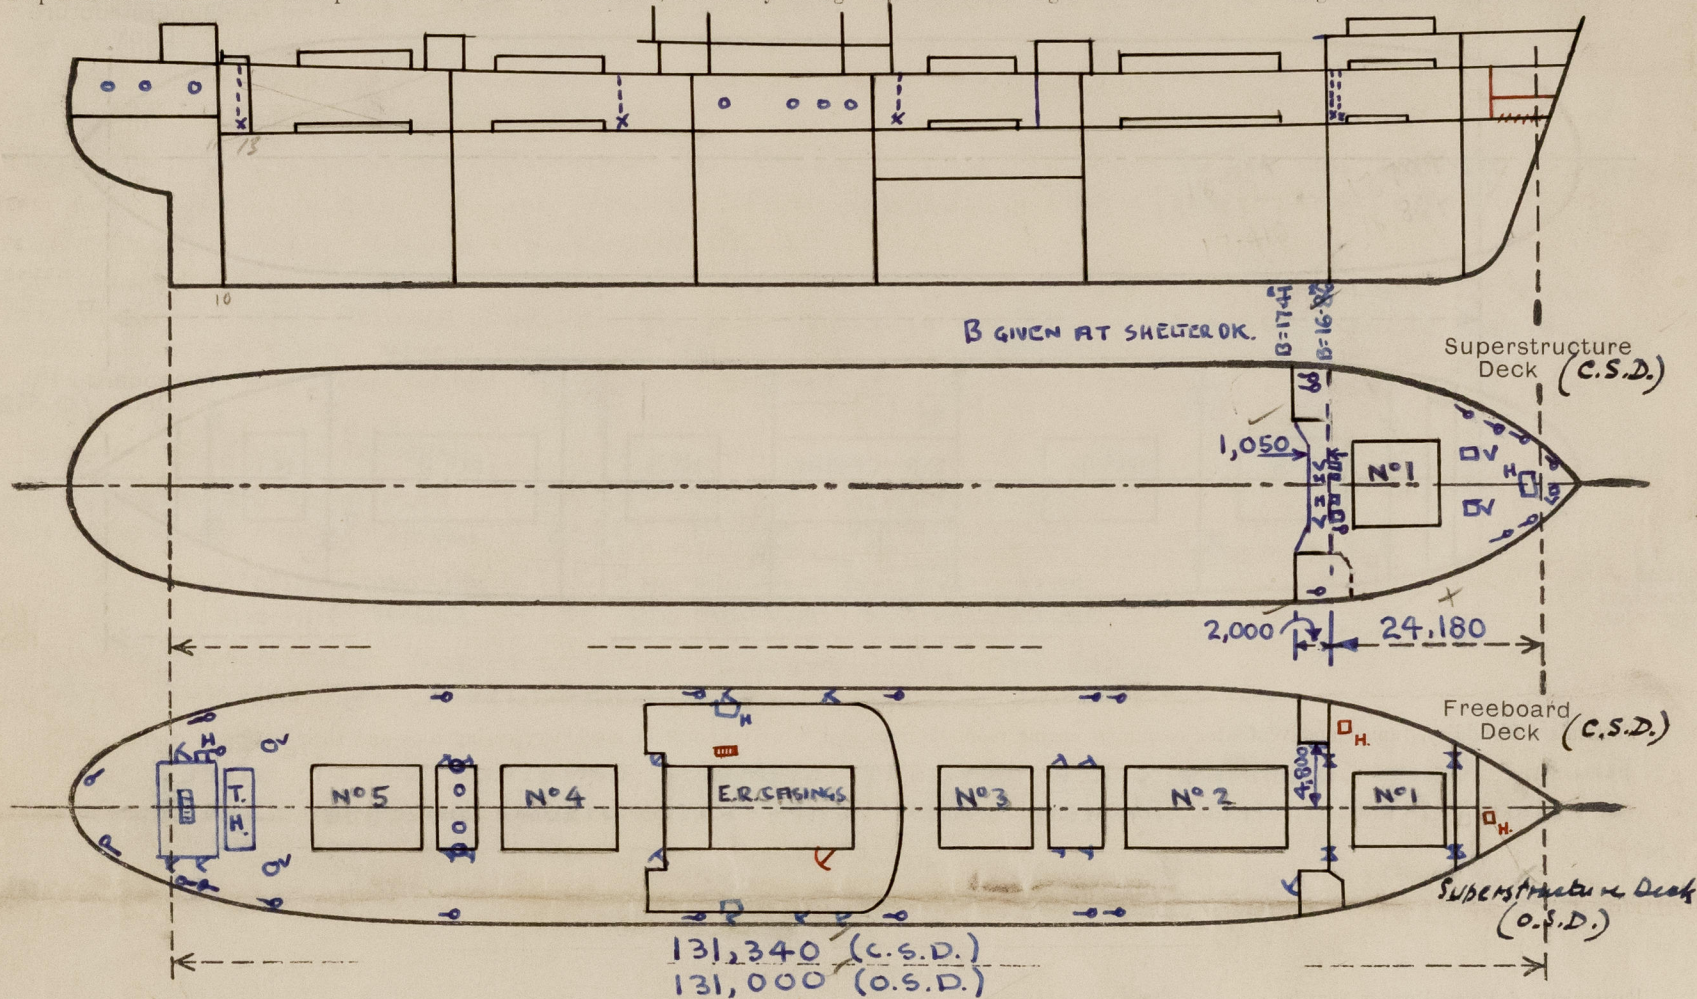 13
10
B GIVEN AT SHELTER DK.
B=17.4
B=16.8
Superstructure
Deck (C.S.D.)
1,050
Nº1
V
H
V
2,000
24,180
Freeboard
Deck (C.S.D.)
H
V
H
H.
T.
H.
Nº5
Nº4
E.R. CASINGS
Nº3
Nº2
4,800
Nº1
H.
V
Superstructure Deck
(O.S.D.)
131,340 (C.S.D.)
131,000 (O.S.D.)